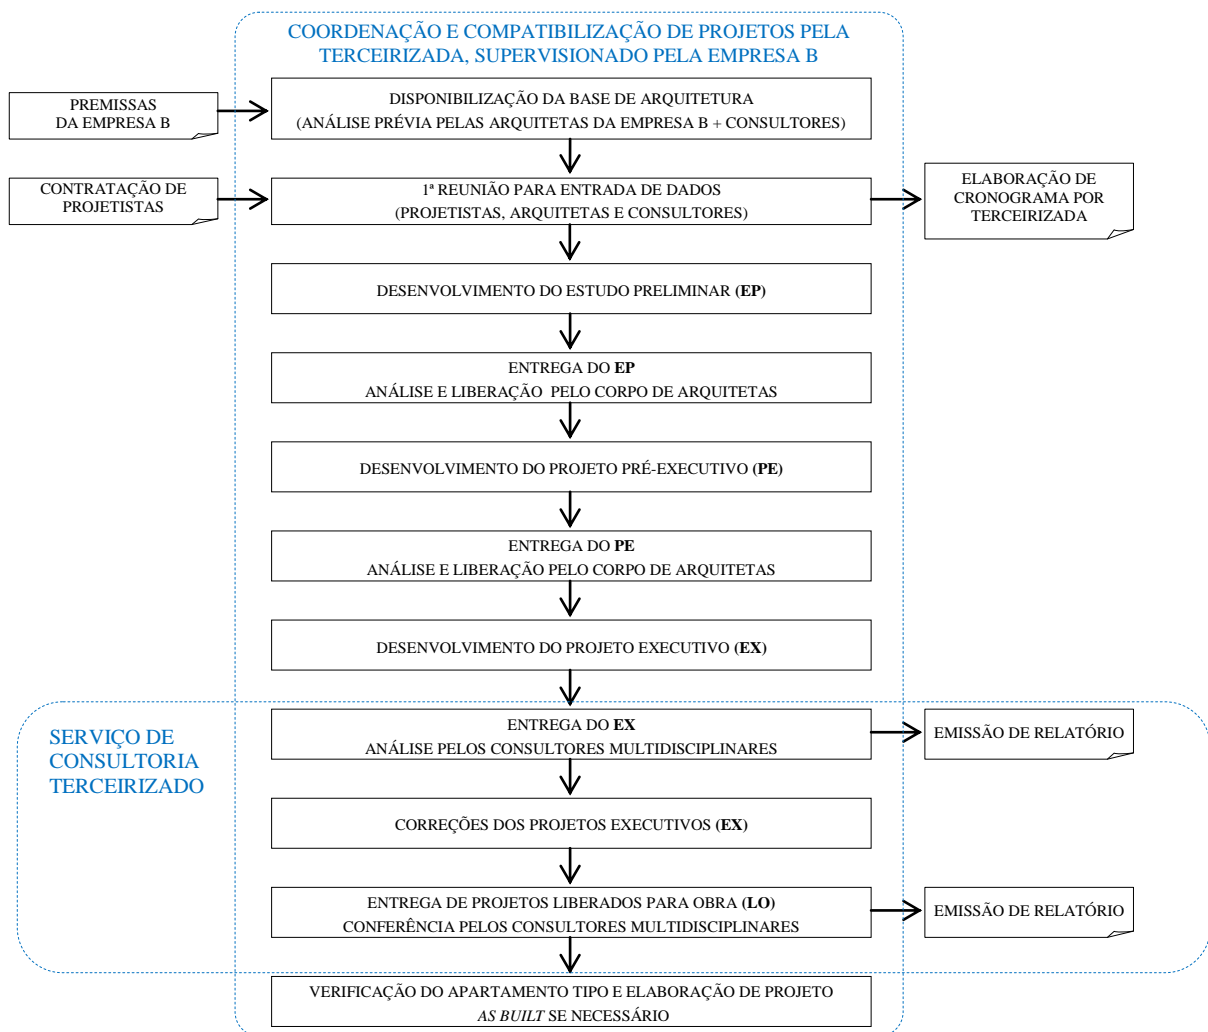 COORDENAÇÃO E COMPATIBILIZAÇÃO DE PROJETOS PELA
TERCEIRIZADA, SUPERVISIONADO PELA EMPRESA B
PREMISSAS
DA EMPRESA B
DISPONIBILIZAÇÃO DA BASE DE ARQUITETURA
(ANÁLISE PRÉVIA PELAS ARQUITETAS DA EMPRESA B + CONSULTORES)
CONTRATAÇÃO DE
PROJETISTAS
1ª REUNIÃO PARA ENTRADA DE DADOS
(PROJETISTAS, ARQUITETAS E CONSULTORES)
ELABORAÇÃO DE
CRONOGRAMA POR
TERCEIRIZADA
DESENVOLVIMENTO DO ESTUDO PRELIMINAR (EP)
ENTREGA DO EP
ANÁLISE E LIBERAÇÃO PELO CORPO DE ARQUITETAS
DESENVOLVIMENTO DO PROJETO PRÉ-EXECUTIVO (PE)
ENTREGA DO PE
ANÁLISE E LIBERAÇÃO PELO CORPO DE ARQUITETAS
DESENVOLVIMENTO DO PROJETO EXECUTIVO (EX)
SERVIÇO DE
CONSULTORIA
TERCEIRIZADO
ENTREGA DO EX
ANÁLISE PELOS CONSULTORES MULTIDISCIPLINARES
EMISSÃO DE RELATÓRIO
CORREÇÕES DOS PROJETOS EXECUTIVOS (EX)
ENTREGA DE PROJETOS LIBERADOS PARA OBRA (LO)
CONFERÊNCIA PELOS CONSULTORES MULTIDISCIPLINARES
EMISSÃO DE RELATÓRIO
VERIFICAÇÃO DO APARTAMENTO TIPO E ELABORAÇÃO DE PROJETO
AS BUILT SE NECESSÁRIO